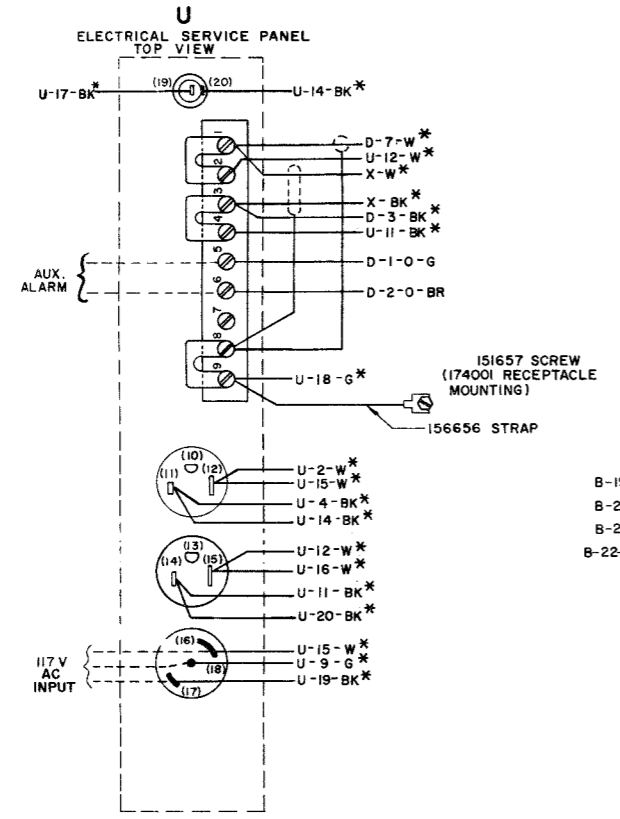 U
ELECTRICAL SERVICE PANEL
TOP VIEW
U-17-BK*
(19)
(20)
U-14-BK*
1
2
3
4
5
6
7
8
9
D-7-W*
U-12-W*
X-W*
X-BK*
D-3-BK*
U-11-BK*
AUX.
ALARM
D-1-O-G
D-2-O-BR
U-18-G*
151657 SCREW
(174001 RECEPTACLE
MOUNTING)
156656 STRAP
(10)
(11)
(12)
U-2-W*
U-15-W*
U-4-BK*
U-14-BK*
(13)
(14)
(15)
U-12-W*
U-16-W*
U-11-BK*
U-20-BK*
117 V
AC
INPUT
(16)
(18)
(17)
U-15-W*
U-9-G*
U-19-BK*
B-2
B-2
B-22-